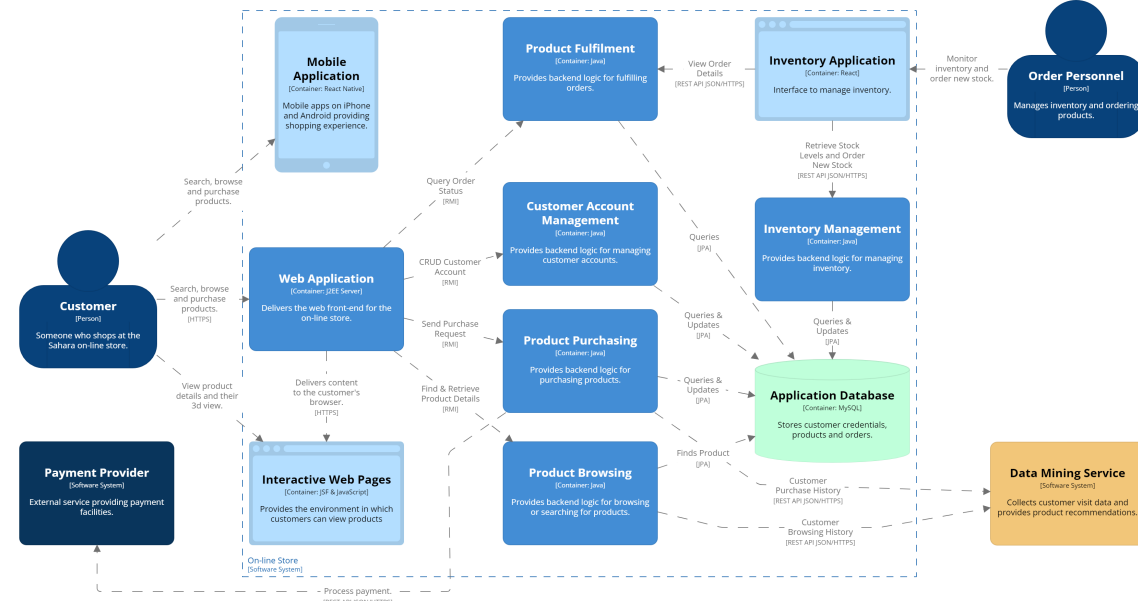 Mobile
Application
[Container: React Native]
Mobile apps on iPhone
and Android providing
shopping experience.
Product Fulfilment
[Container: Java]
Provides backend logic for fulfilling
orders.
View Order
Details
[REST API JSON/HTTPS]
Inventory Application
[Container: React]
Interface to manage inventory.
Monitor
inventory and
order new stock.
Order Personnel
[Person]
Manages inventory and ordering
products.
Search, browse
and purchase
products.
Query Order
Status
[RMI]
Retrieve Stock
Levels and Order
New Stock
[REST API JSON/HTTPS]
Customer Account
Management
[Container: Java]
Provides backend logic for managing
customer accounts.
Queries
[JPA]
Inventory Management
[Container: Java]
Provides backend logic for managing
inventory.
Customer
[Person]
Someone who shops at the
Sahara on-line store.
Search, browse
and purchase
products.
[HTTPS]
Web Application
[Container: J2EE Server]
Delivers the web front-end for the
on-line store.
CRUD Customer
Account
[RMI]
Send Purchase
Request
[RMI]
Product Purchasing
[Container: Java]
Provides backend logic for
purchasing products.
Queries &
Updates
[JPA]
Queries &
Updates
[JPA]
Queries &
Updates
[JPA]
Application Database
[Container: MySQL]
Stores customer credentials,
products and orders.
View product
details and their
3d view.
Delivers content
to the customer's
browser.
[HTTPS]
Find & Retrieve
Product Details
[RMI]
Finds Product
[JPA]
Payment Provider
[Software System]
External service providing payment
facilities.
Interactive Web Pages
[Container: JSF & JavaScript]
Provides the environment in which
customers can view products
Product Browsing
[Container: Java]
Provides backend logic for browsing
or searching for products.
Customer
Purchase History
[REST API JSON/HTTPS]
Customer
Browsing History
[REST API JSON/HTTPS]
Data Mining Service
[Software System]
Collects customer visit data and
provides product recommendations.
On-line Store
[Software System]
Process payment.
[REST API JSON/HTTPS]